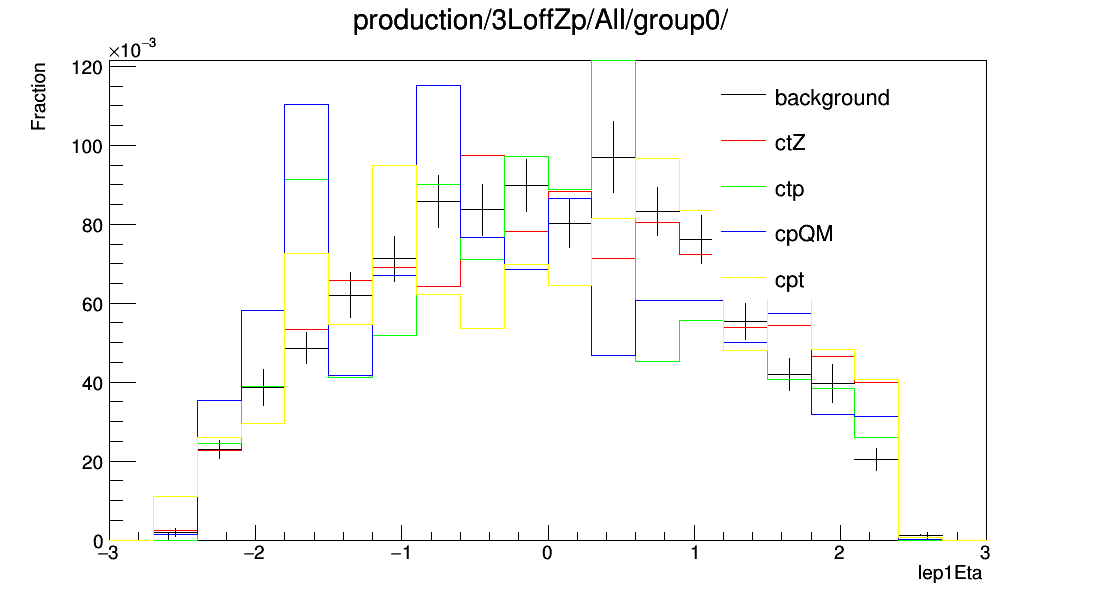 production/3LoffZp/All/group0/
×10⁻³
Fraction
120
100
80
60
40
20
0
background
ctZ
ctp
cpQM
cpt
−3 −2 −1 0 1 2 3
lep1Eta